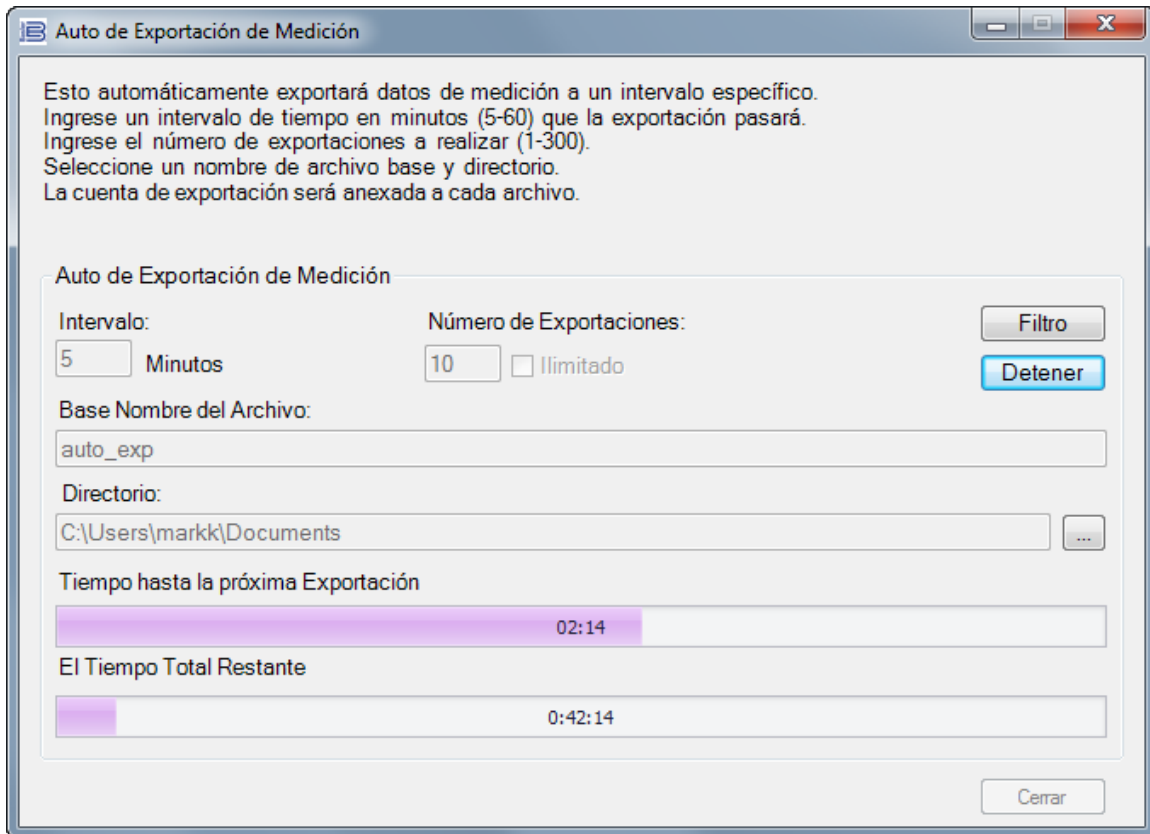 Auto de Exportación de Medición
Esto automáticamente exportará datos de medición a un intervalo específico.
Ingrese un intervalo de tiempo en minutos (5-60) que la exportación pasará.
Ingrese el número de exportaciones a realizar (1-300).
Seleccione un nombre de archivo base y directorio.
La cuenta de exportación será anexada a cada archivo.
Auto de Exportación de Medición
Intervalo:
Número de Exportaciones:
Filtro
5
Minutos
10
Ilimitado
Detener
Base Nombre del Archivo:
auto_exp
Directorio:
C:\Users\markk\Documents
...
Tiempo hasta la próxima Exportación
02:14
El Tiempo Total Restante
0:42:14
Cerrar